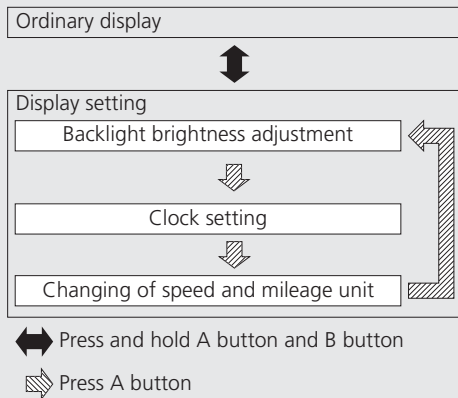 Ordinary display
Display setting
Backlight brightness adjustment
Clock setting
Changing of speed and mileage unit
Press and hold A button and B button
Press A button